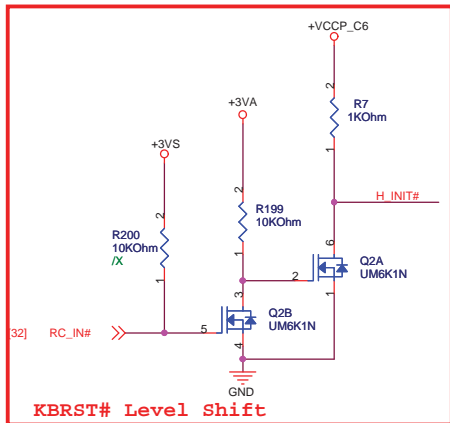 +VCCP_C6
2
R7
1KOhm
1
+3VA
+3VS
2
R199
10KOhm
1
2
R200
10KOhm
/X
1
H_INIT#
6
2
Q2A
UM6K1N
1
3
5
Q2B
UM6K1N
4
[32] RC_IN#
GND
KBRST# Level Shift